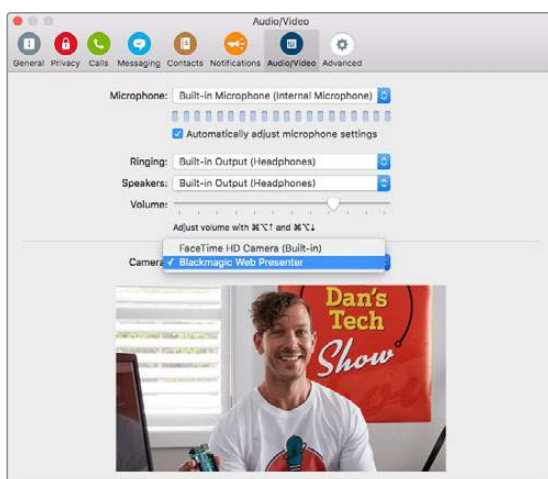 Audio/Video
General Privacy Calls Messaging Contacts Notifications Audio/Video Advanced
Microphone: Built-in Microphone (Internal Microphone)
Automatically adjust microphone settings
Ringing: Built-in Output (Headphones)
Speakers: Built-in Output (Headphones)
Volume:
Adjust volume with ⌘⌥↑ and ⌘⌥↓
FaceTime HD Camera (Built-in)
Camera ✓ Blackmagic Web Presenter
Dan's
Tech
Show